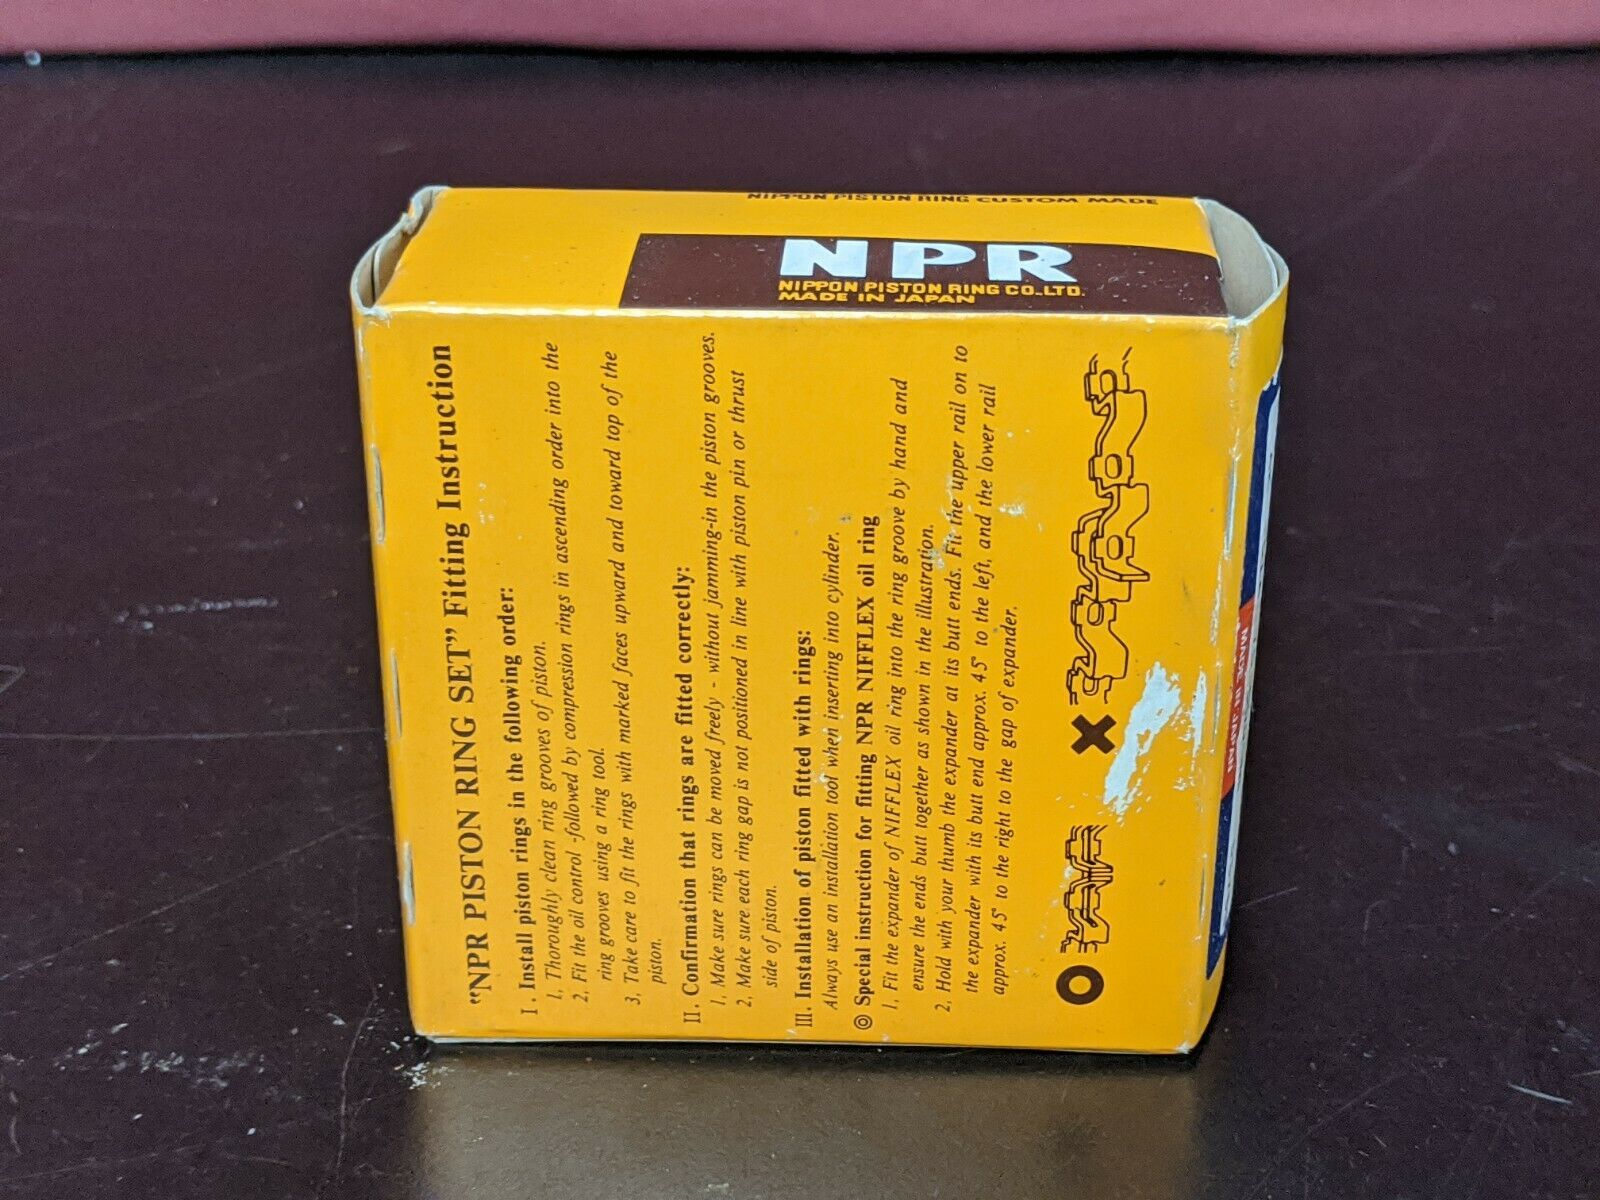 NIPPON PISTON RING CUSTOM MADE
NPR
NIPPON PISTON RING CO.,LTD.
MADE IN JAPAN
"NPR PISTON RING SET" Fitting Instruction
I. Install piston rings in the following order:
1, Thoroughly clean ring grooves of piston.
2, Fit the oil control -followed by compression rings in ascending order into the
ring grooves using a ring tool.
3, Take care to fit the rings with marked faces upward and toward top of the
piston.
II. Confirmation that rings are fitted correctly:
1, Make sure rings can be moved freely - without jamming-in the piston grooves.
2, Make sure each ring gap is not positioned in line with piston pin or thrust
side of piston.
III. Installation of piston fitted with rings:
Always use an installation tool when inserting into cylinder.
◎ Special instruction for fitting NPR NIFFLEX oil ring
1, Fit the expander of NIFFLEX oil ring into the ring groove by hand and
ensure the ends butt together as shown in the illustration.
2, Hold with your thumb the expander at its butt ends. Fit the upper rail on to
the expander with its butt end approx. 45° to the left, and the lower rail
approx. 45° to the right to the gap of expander.
MADE IN JAPAN